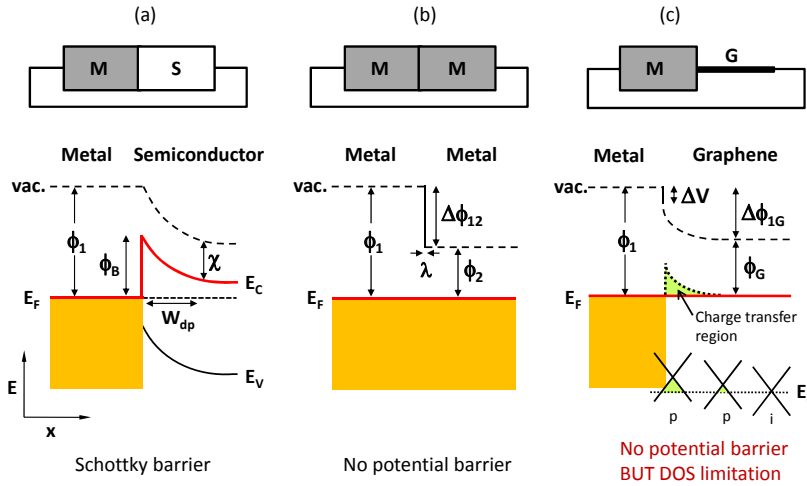 (a)
M
S
Metal
Semiconductor
vac.
ϕ1
ϕB
χ
EC
EF
Wdp
EV
E
x
Schottky barrier
(b)
M
M
Metal
Metal
Δϕ12
ϕ1
λ
ϕ2
EF
No potential barrier
(c)
M
G
Metal
Graphene
vac.
ΔV
Δϕ1G
ϕ1
ϕG
EF
Charge transfer
region
E
p
p
i
No potential barrier
BUT DOS limitation